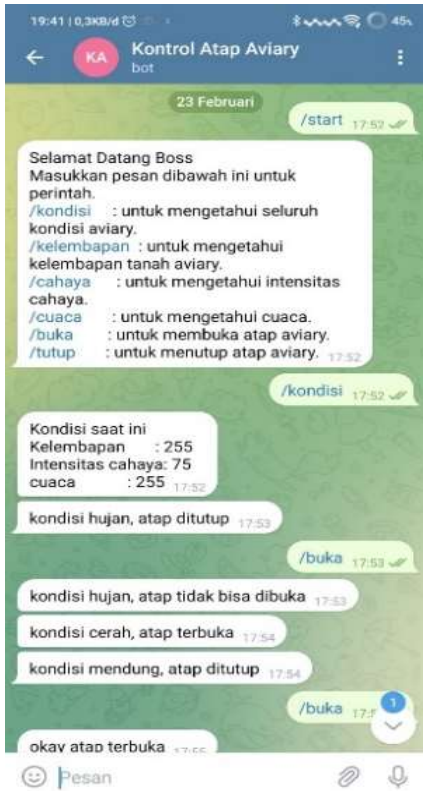 19:41 | 0,3KB/d
45
KA
Kontrol Atap Aviary
bot
23 Februari
/start 17:52
Selamat Datang Boss
Masukkan pesan dibawah ini untuk
perintah.
/kondisi : untuk mengetahui seluruh
kondisi aviary.
/kelembapan : untuk mengetahui
kelembapan tanah aviary.
/cahaya : untuk mengetahui intensitas
cahaya.
/cuaca : untuk mengetahui cuaca.
/buka : untuk membuka atap aviary.
/tutup : untuk menutup atap aviary. 17:52
/kondisi 17:52
Kondisi saat ini
Kelembapan : 255
Intensitas cahaya: 75
cuaca : 255 17:52
kondisi hujan, atap ditutup 17:53
/buka 17:53
kondisi hujan, atap tidak bisa dibuka 17:53
kondisi cerah, atap terbuka 17:54
kondisi mendung, atap ditutup 17:54
/buka
1
okay atap terbuka 17:55
Pesan